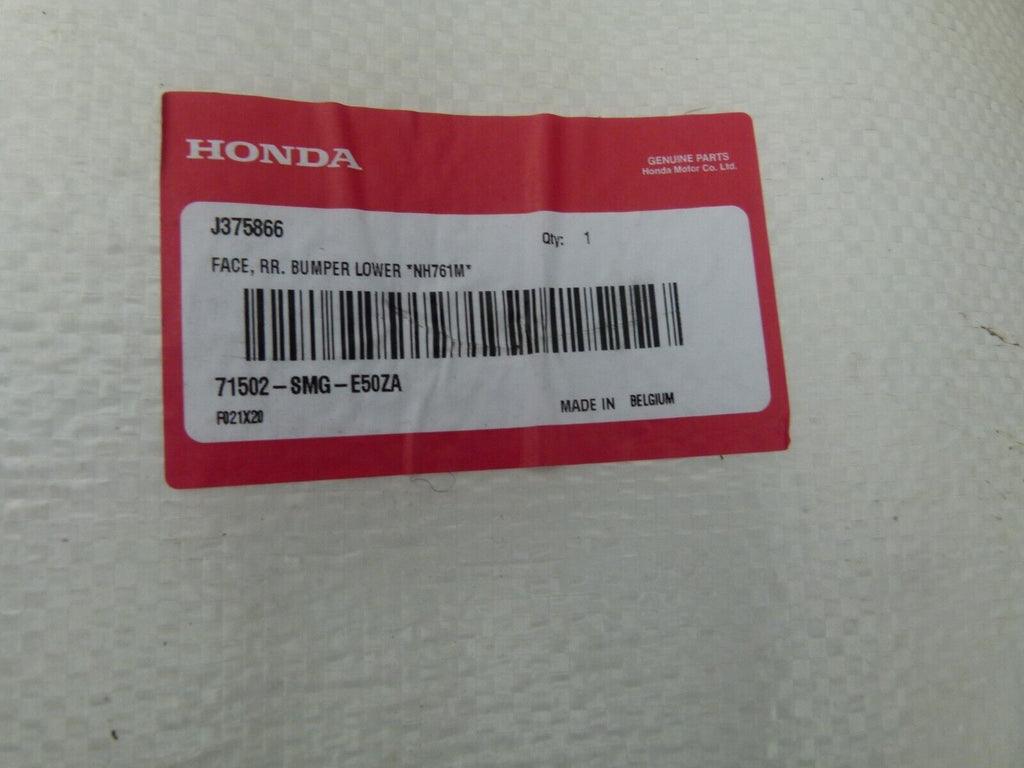 HONDA
GENUINE PARTS
Honda Motor Co. Ltd.
J375866
Qty: 1
FACE, RR. BUMPER LOWER *NH761M*
71502-SMG-E50ZA
F021X20
MADE IN BELGIUM